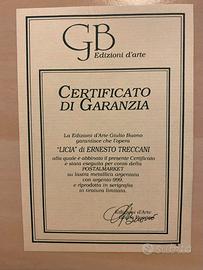 GB
Edizioni d'arte
CERTIFICATO
DI GARANZIA
La Edizioni d'Arte Giulio Buono
garantisce che l'opera
"LICIA" di ERNESTO TRECCANI
alla quale è abbinato il presente Certificato
è stata eseguita per conto della
POSTALMARKET
su lastra metallica argentata
con argento 999.
e riprodotta in serigrafia
in tiratura limitata.
Edizioni d'Arte
Subito